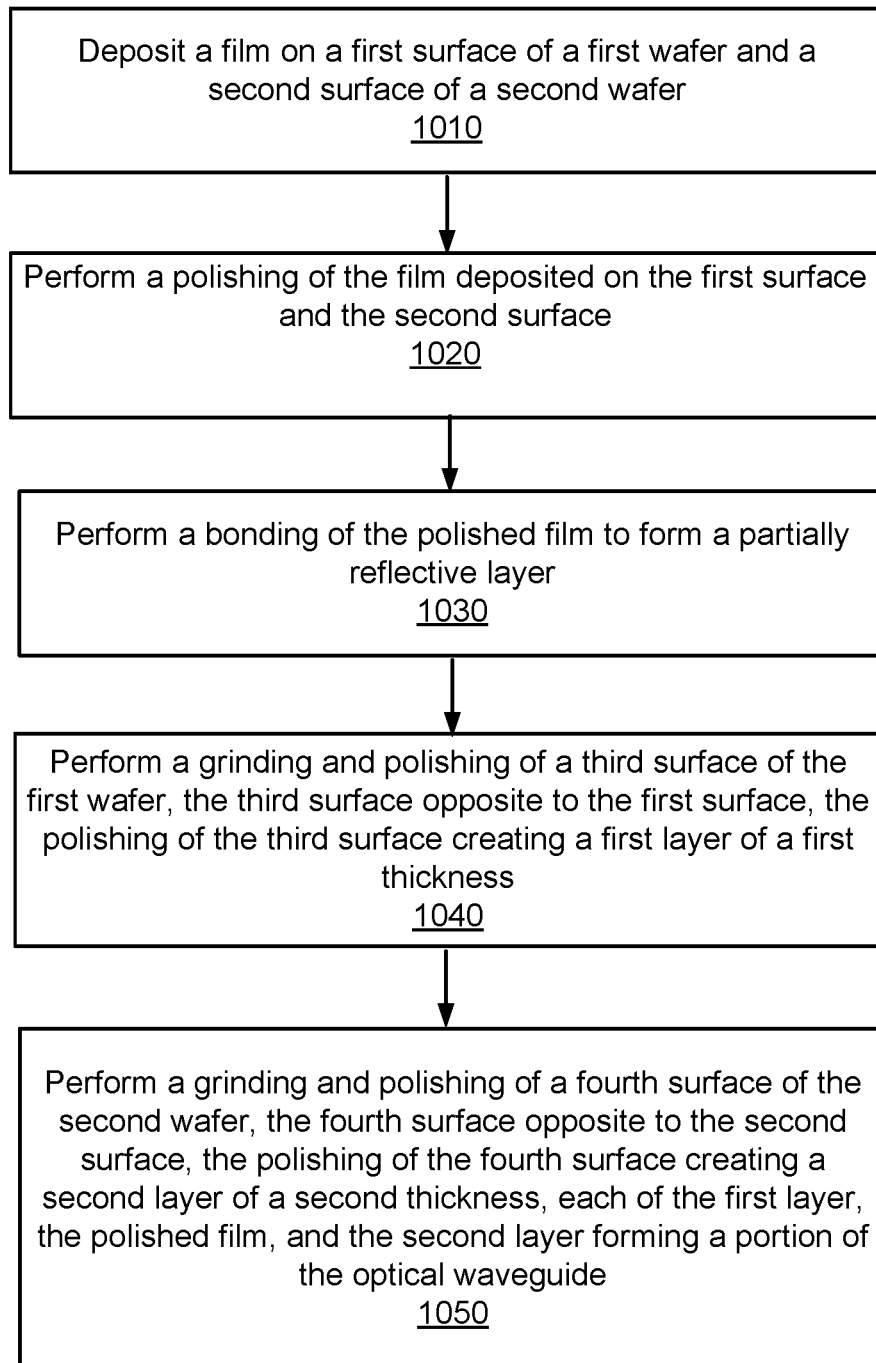 Deposit a film on a first surface of a first wafer and a
second surface of a second wafer
1010
Perform a polishing of the film deposited on the first surface
and the second surface
1020
Perform a bonding of the polished film to form a partially
reflective layer
1030
Perform a grinding and polishing of a third surface of the
first wafer, the third surface opposite to the first surface, the
polishing of the third surface creating a first layer of a first
thickness
1040
Perform a grinding and polishing of a fourth surface of the
second wafer, the fourth surface opposite to the second
surface, the polishing of the fourth surface creating a
second layer of a second thickness, each of the first layer,
the polished film, and the second layer forming a portion of
the optical waveguide
1050